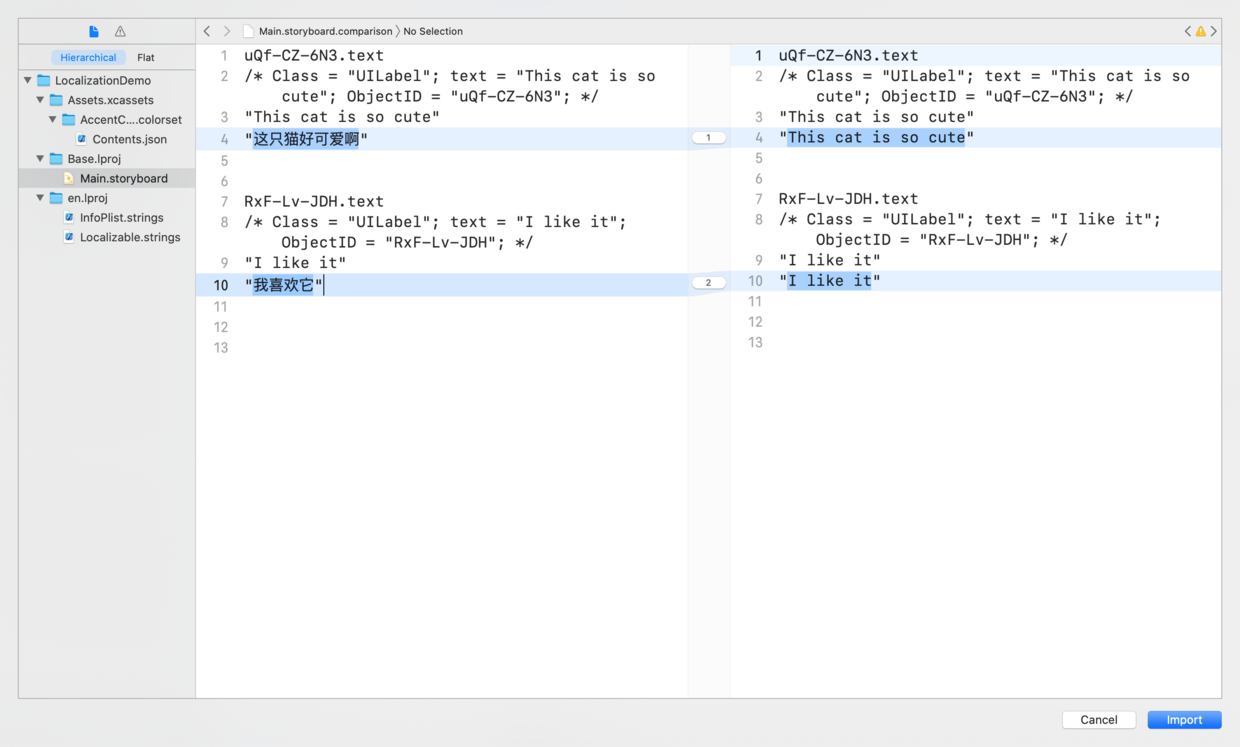 Main.storyboard.comparison 〉 No Selection
Hierarchical Flat
LocalizationDemo
Assets.xcassets
AccentC....colorset
Contents.json
Base.lproj
Main.storyboard
en.lproj
InfoPlist.strings
Localizable.strings
1 uQf-CZ-6N3.text
2 /* Class = "UILabel"; text = "This cat is so
cute"; ObjectID = "uQf-CZ-6N3"; */
3 "This cat is so cute"
4 "这只猫好可爱啊"
5
6
7 RxF-Lv-JDH.text
8 /* Class = "UILabel"; text = "I like it";
ObjectID = "RxF-Lv-JDH"; */
9 "I like it"
10 "我喜欢它"
11
12
13
1
2
1 uQf-CZ-6N3.text
2 /* Class = "UILabel"; text = "This cat is so
cute"; ObjectID = "uQf-CZ-6N3"; */
3 "This cat is so cute"
4 "This cat is so cute"
5
6
7 RxF-Lv-JDH.text
8 /* Class = "UILabel"; text = "I like it";
ObjectID = "RxF-Lv-JDH"; */
9 "I like it"
10 "I like it"
11
12
13
Cancel Import